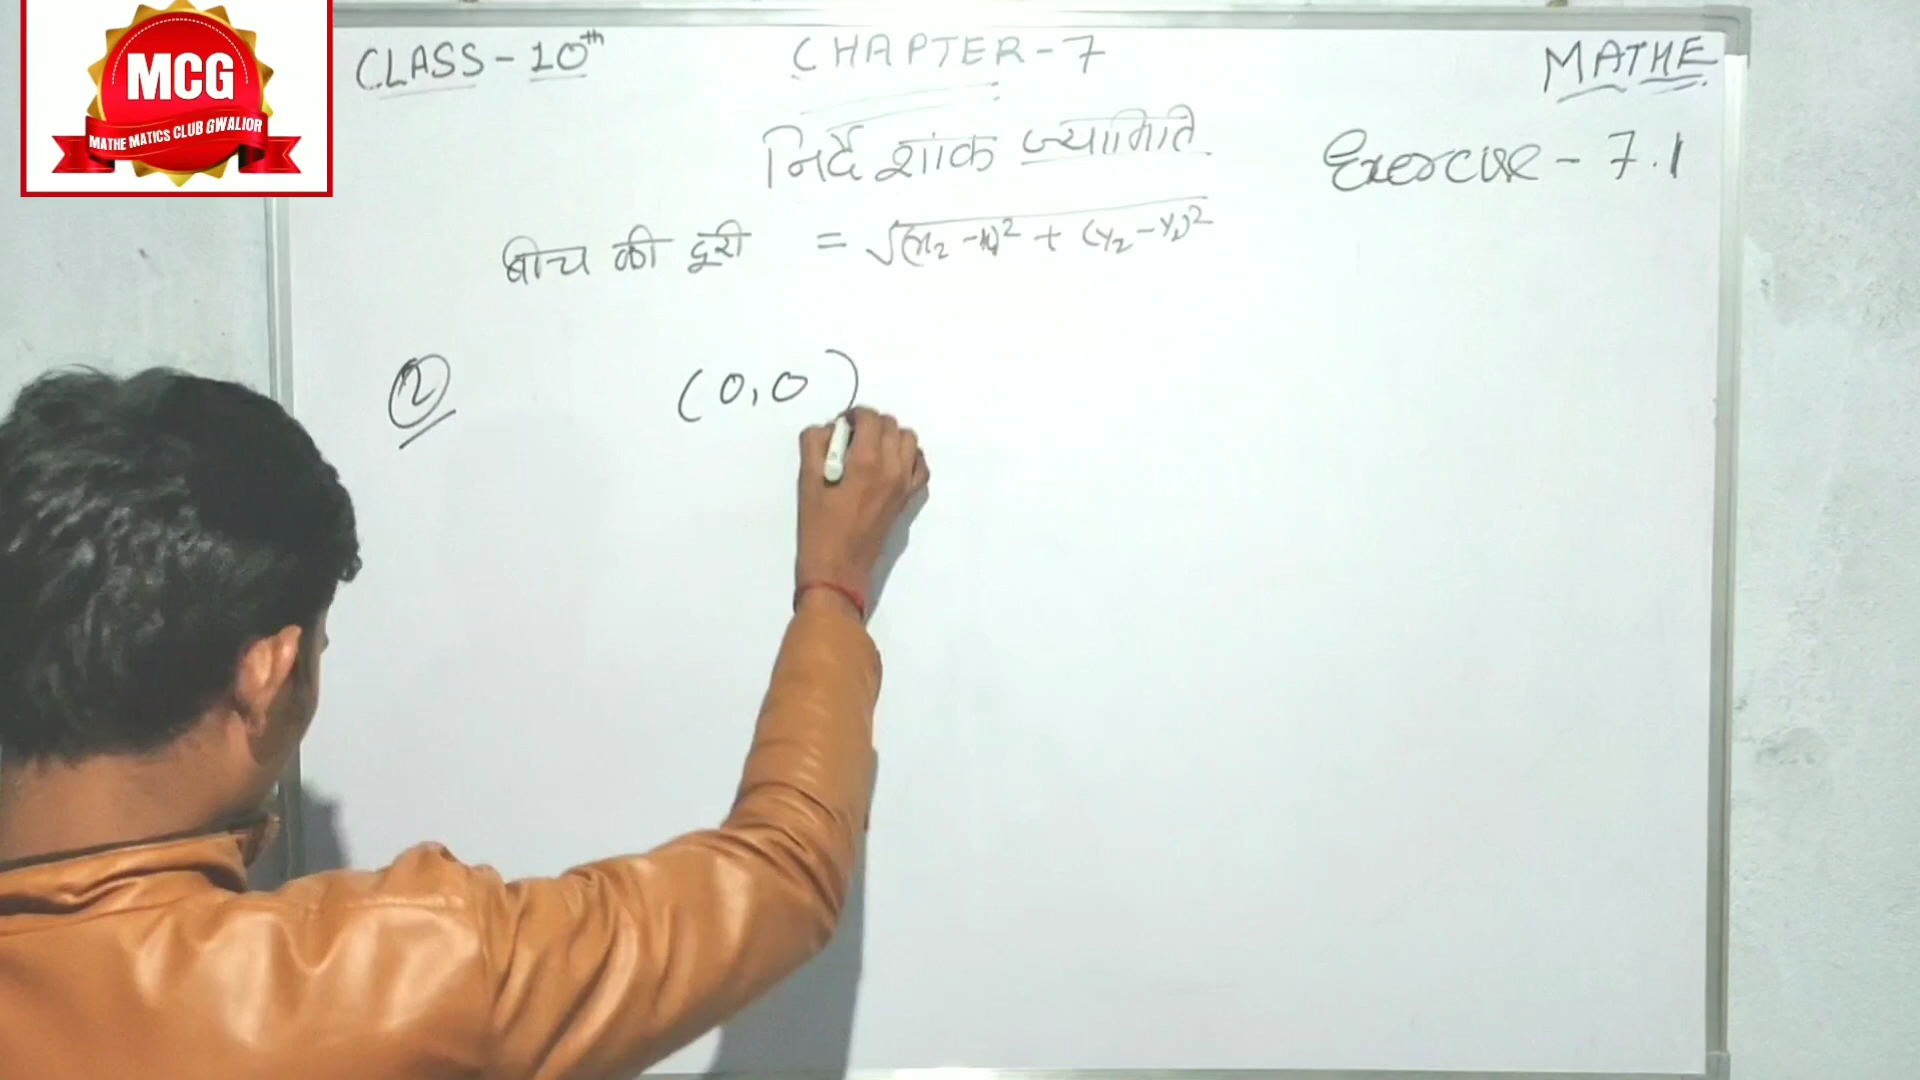 MCG
MATHE MATICS CLUB GWALIOR
CLASS - 10th
CHAPTER - 7
MATHE
निर्देशांक ज्यामिति
Exercise - 7.1
बीच की दूरी = √(x₂ - x₁)² + (y₂ - y₁)²
2
(0,0)